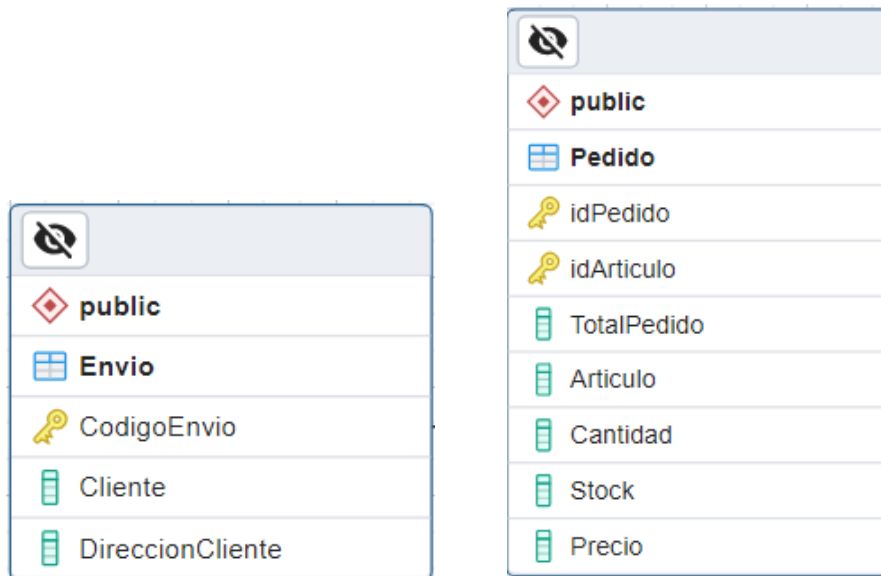 public
Envio
CodigoEnvio
Cliente
DireccionCliente
public
Pedido
idPedido
idArticulo
TotalPedido
Articulo
Cantidad
Stock
Precio